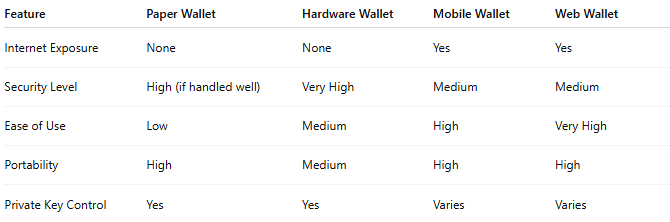 Feature Paper Wallet Hardware Wallet Mobile Wallet Web Wallet
Internet Exposure None None Yes Yes
Security Level High (if handled well) Very High Medium Medium
Ease of Use Low Medium High Very High
Portability High Medium High High
Private Key Control Yes Yes Varies Varies